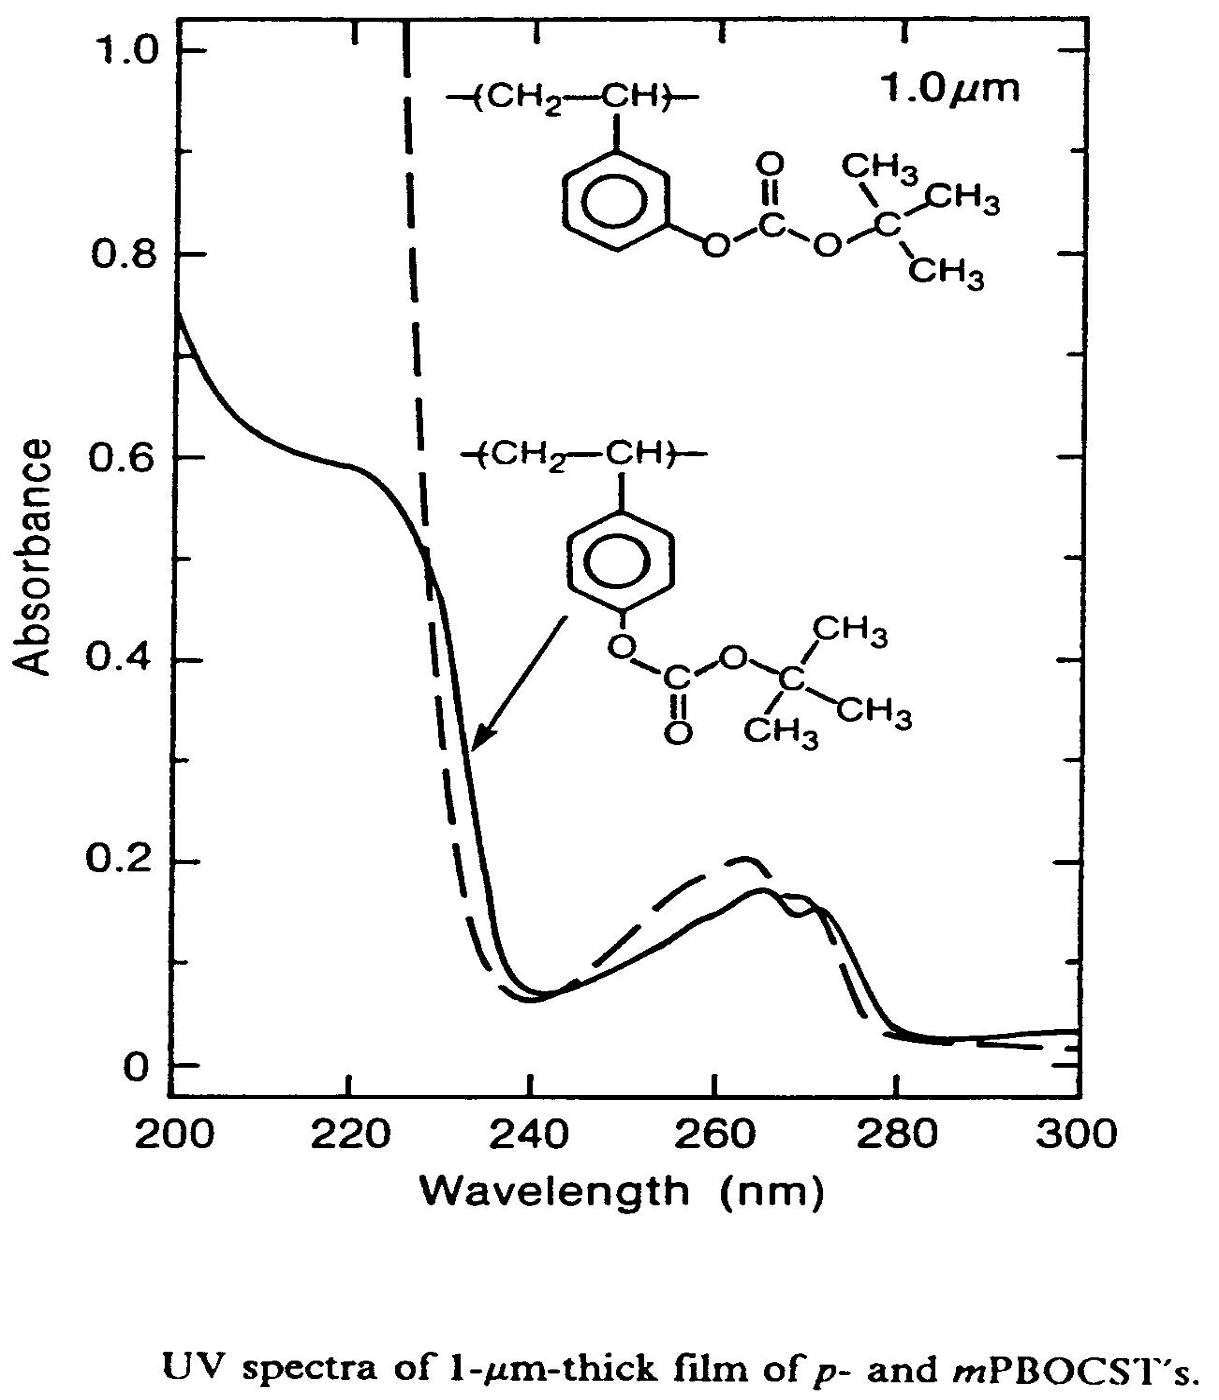 1.0
1.0 μm
—(CH₂—CH)—
O
CH₃
CH₃
O
C
O
C
CH₃
0.8
—(CH₂—CH)—
0.6
Absorbance
CH₃
O
O
C
C
CH₃
CH₃
O
0.4
0.2
0
200 220 240 260 280 300
Wavelength (nm)
UV spectra of 1-μm-thick film of p- and mPBOCST's.